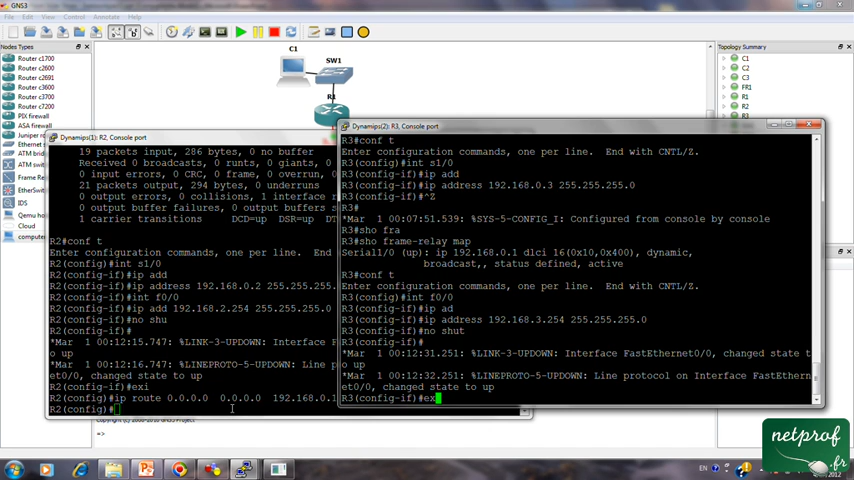 GNS3
File Edit View Control Annotate Help
Nodes Types
Topology Summary
Router c1700
Router c2600
Router c2691
Router c3600
Router c3700
Router c7200
PIX firewall
ASA firewall
Juniper ro
Ethernet s
ATM brid
ATM switc
Frame Re
EtherSwit
IDS
Qemu hos
Cloud
computer
C1
SW1
R1
C1
C2
C3
FR1
R1
R2
R3
Dynamips(1): R2, Console port
19 packets input, 286 bytes, 0 no buffer
Received 0 broadcasts, 0 runts, 0 giants,
0 input errors, 0 CRC, 0 frame, 0 overrun,
21 packets output, 294 bytes, 0 underruns
0 output errors, 0 collisions, 1 interface r
0 output buffer failures, 0 output buffers
1 carrier transitions DCD=up DSR=up DT
R2#conf t
Enter configuration commands, one per line. End
R2(config)#int s1/0
R2(config-if)#ip add
R2(config-if)#ip address 192.168.0.2 255.255.255.
R2(config-if)#int f0/0
R2(config-if)#ip add 192.168.2.254 255.255.255.0
R2(config-if)#no shu
R2(config-if)#
*Mar 1 00:12:15.747: %LINK-3-UPDOWN: Interface F
o up
*Mar 1 00:12:16.747: %LINEPROTO-5-UPDOWN: Line p
et0/0, changed state to up
R2(config-if)#exi
R2(config)#ip route 0.0.0.0 0.0.0.0 192.168.0.1
R2(config)#
Dynamips(2): R3, Console port
R3#conf t
Enter configuration commands, one per line. End with CNTL/Z.
R3(config)#int s1/0
R3(config-if)#ip add
R3(config-if)#ip address 192.168.0.3 255.255.255.0
R3(config-if)#^Z
R3#
*Mar 1 00:07:51.539: %SYS-5-CONFIG_I: Configured from console by console
R3#sho fra
R3#sho frame-relay map
Serial1/0 (up): ip 192.168.0.1 dlci 16(0x10,0x400), dynamic,
broadcast,, status defined, active
R3#conf t
Enter configuration commands, one per line. End with CNTL/Z.
R3(config)#int f0/0
R3(config-if)#ip ad
R3(config-if)#ip address 192.168.3.254 255.255.255.0
R3(config-if)#no shut
R3(config-if)#
*Mar 1 00:12:31.251: %LINK-3-UPDOWN: Interface FastEthernet0/0, changed state t
o up
*Mar 1 00:12:32.251: %LINEPROTO-5-UPDOWN: Line protocol on Interface FastEthern
et0/0, changed state to up
R3(config-if)#ex
=>
netprof
.fr
EN
2012